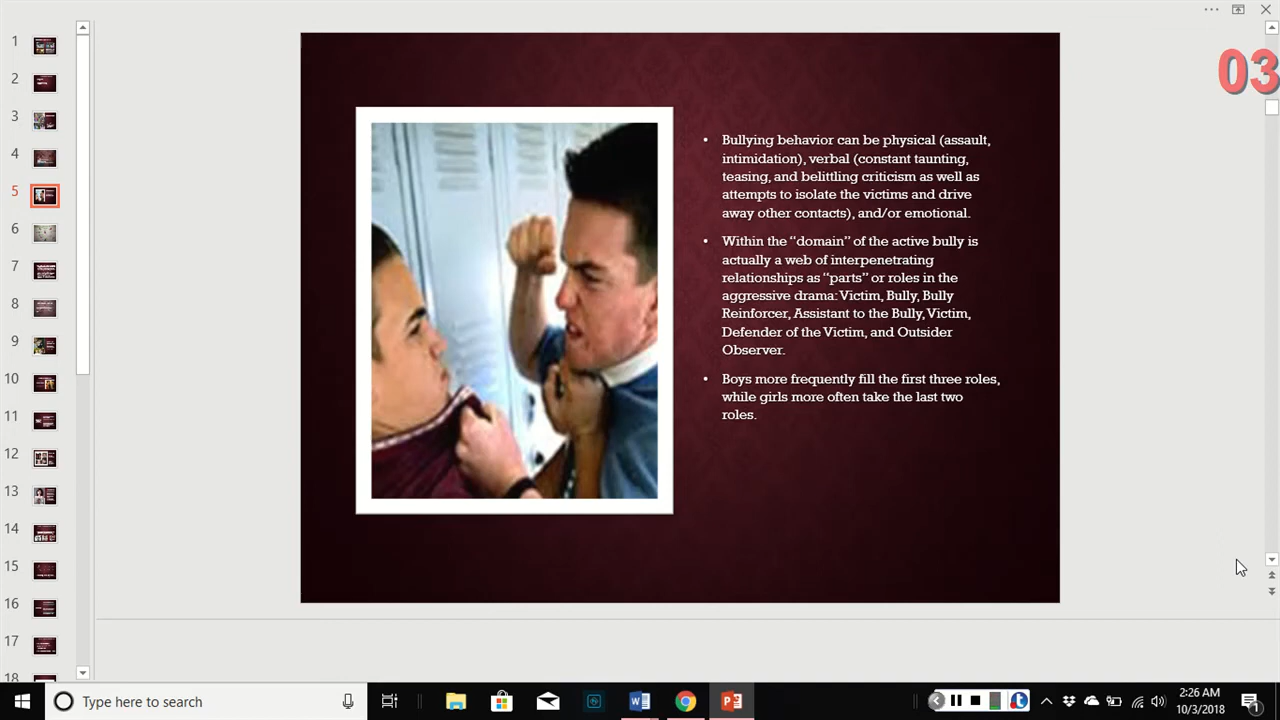 03
1
2
3
4
5
6
7
8
9
10
11
12
13
14
15
16
17
18
• Bullying behavior can be physical (assault,
intimidation), verbal (constant taunting,
teasing, and belittling criticism as well as
attempts to isolate the victims and drive
away other contacts), and/or emotional.
• Within the “domain” of the active bully is
actually a web of interpenetrating
relationships as “parts” or roles in the
aggressive drama: Victim, Bully, Bully
Reinforcer, Assistant to the Bully, Victim,
Defender of the Victim, and Outsider
Observer.
• Boys more frequently fill the first three roles,
while girls more often take the last two
roles.
Type here to search
2:26 AM
10/3/2018
1